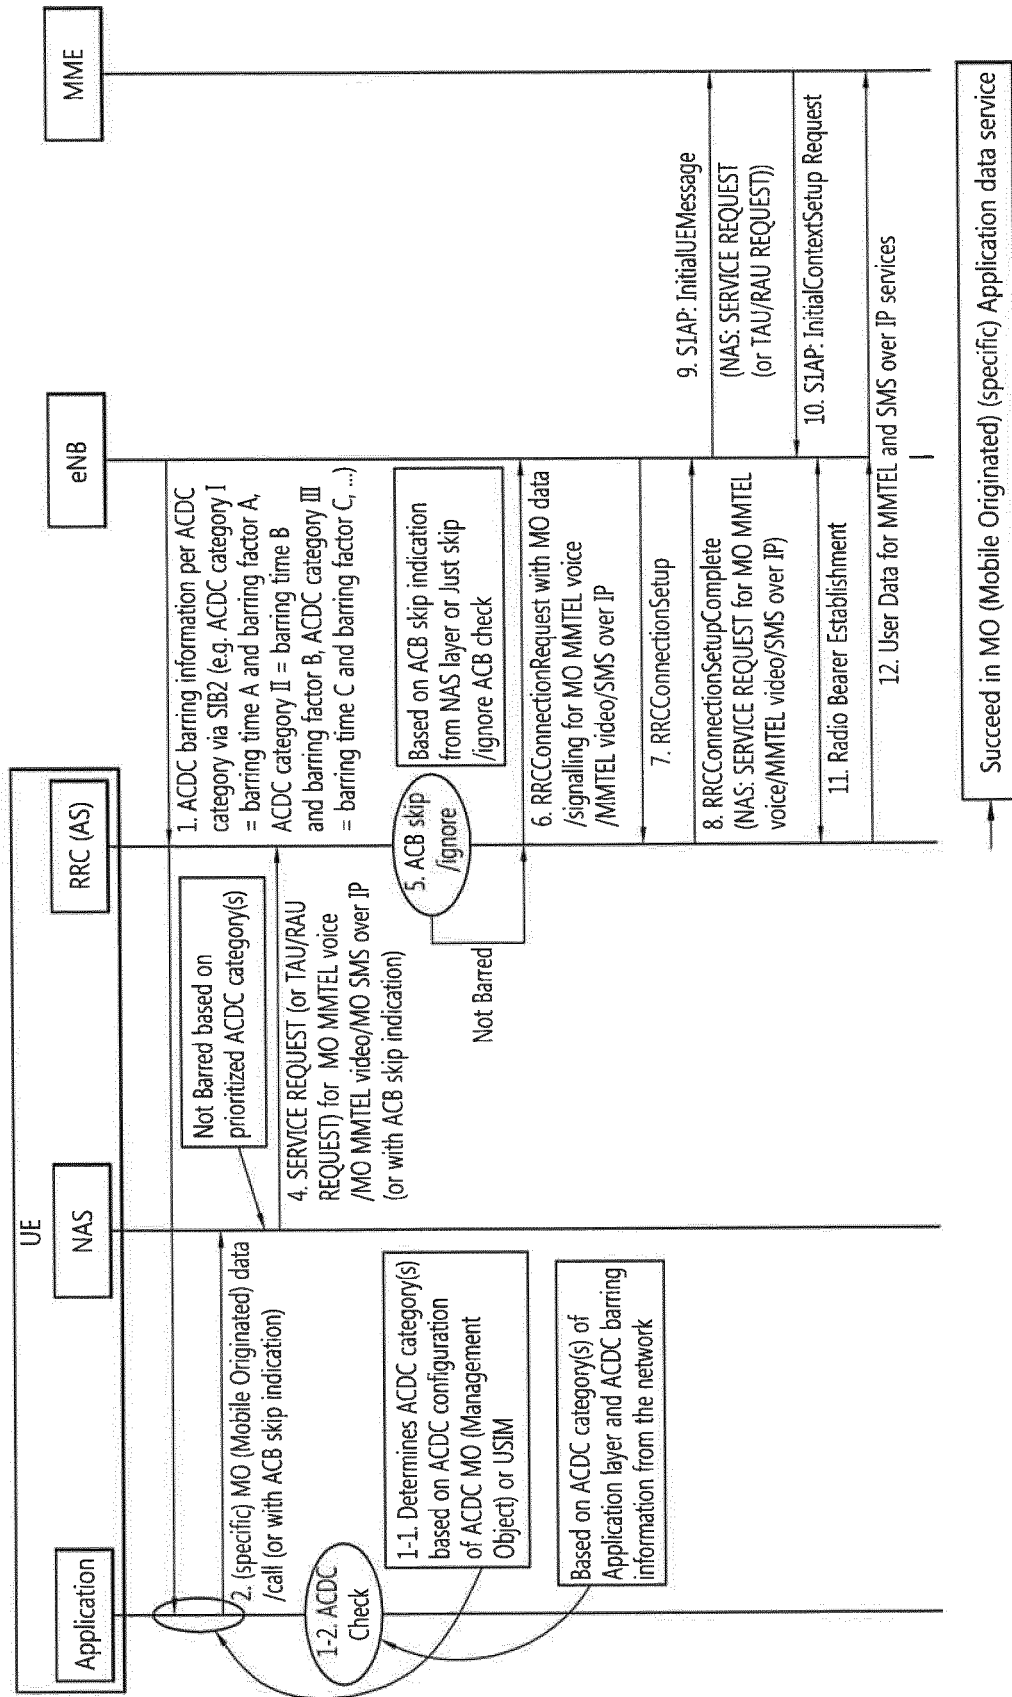 UE
Application
NAS
RRC (AS)
eNB
MME
1. ACDC barring information per ACDC
category via SIB2 (e.g. ACDC category I
= barring time A and barring factor A,
ACDC category II = barring time B
and barring factor B, ACDC category III
= barring time C and barring factor C, ...)
1-1. Determines ACDC category(s)
based on ACDC configuration
of ACDC MO (Management
Object) or USIM
1-2. ACDC
Check
Based on ACDC category(s) of
Application layer and ACDC barring
information from the network
2. (specific) MO (Mobile Originated) data
/call (or with ACB skip indication)
Not Barred based on
prioritized ACDC category(s)
4. SERVICE REQUEST (or TAU/RAU
REQUEST) for MO MMTEL voice
/MO MMTEL video/MO SMS over IP
(or with ACB skip indication)
5. ACB skip
/ignore
Based on ACB skip indication
from NAS layer or Just skip
/ignore ACB check
Not Barred
6. RRCConnectionRequest with MO data
/signalling for MO MMTEL voice
/MMTEL video/SMS over IP
7. RRCConnectionSetup
8. RRCConnectionSetupComplete
(NAS: SERVICE REQUEST for MO MMTEL
voice/MMTEL video/SMS over IP)
9. S1AP: InitialUEMessage
(NAS: SERVICE REQUEST
(or TAU/RAU REQUEST))
10. S1AP: InitialContextSetup Request
11. Radio Bearer Establishment
12. User Data for MMTEL and SMS over IP services
Succeed in MO (Mobile Originated) (specific) Application data service